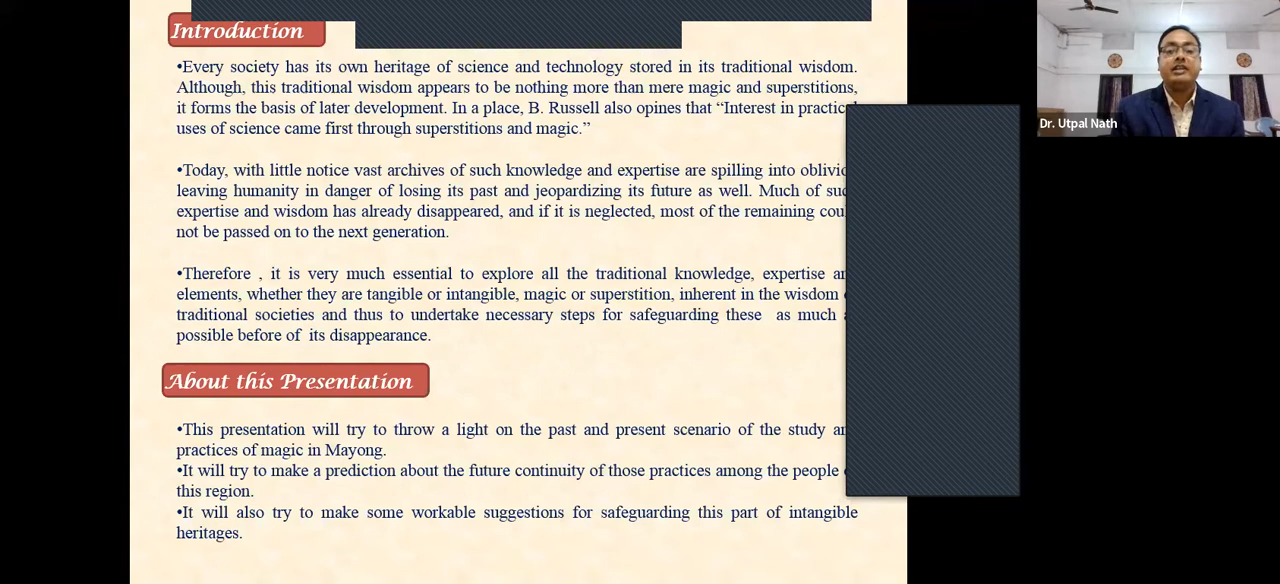 Introduction
•Every society has its own heritage of science and technology stored in its traditional wisdom.
Although, this traditional wisdom appears to be nothing more than mere magic and superstitions,
it forms the basis of later development. In a place, B. Russell also opines that “Interest in practical
uses of science came first through superstitions and magic.”
•Today, with little notice vast archives of such knowledge and expertise are spilling into
leaving humanity in danger of losing its past and jeopardizing its future as well. Much of
expertise and wisdom has already disappeared, and if it is neglected, most of the remaining
not be passed on to the next generation.
•Therefore , it is very much essential to explore all the traditional knowledge, expertise
elements, whether they are tangible or intangible, magic or superstition, inherent in the wisdom
traditional societies and thus to undertake necessary steps for safeguarding these as much
possible before of its disappearance.
About this Presentation
•This presentation will try to throw a light on the past and present scenario of the study
practices of magic in Mayong.
•It will try to make a prediction about the future continuity of those practices among the people
this region.
•It will also try to make some workable suggestions for safeguarding this part of intangible
heritages.
Dr. Utpal Nath